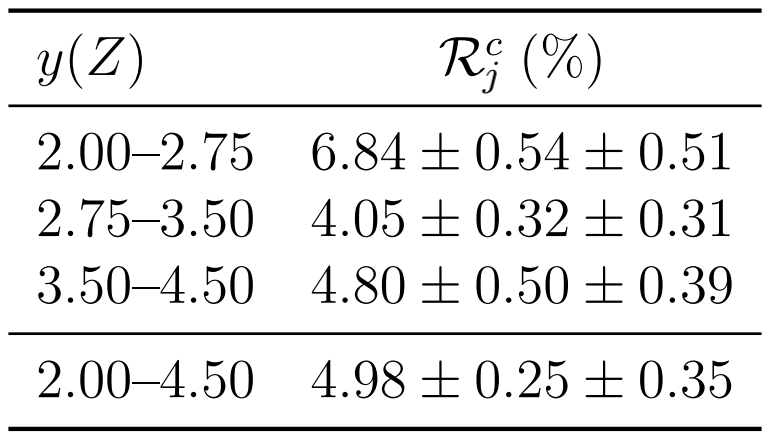 y(Z) 𝓡ᶜⱼ (%)
2.00–2.75 6.84 ± 0.54 ± 0.51
2.75–3.50 4.05 ± 0.32 ± 0.31
3.50–4.50 4.80 ± 0.50 ± 0.39
2.00–4.50 4.98 ± 0.25 ± 0.35